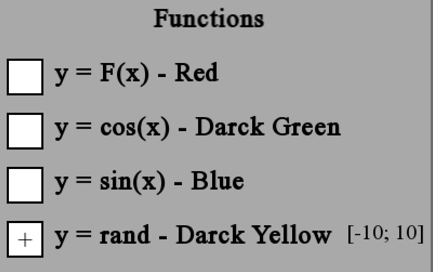 Functions
y = F(x) - Red
y = cos(x) - Darck Green
y = sin(x) - Blue
+ y = rand - Darck Yellow [-10; 10]